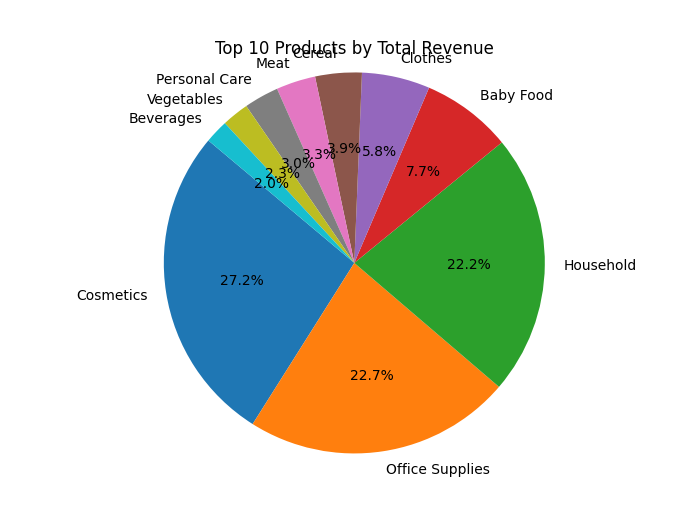 Top 10 Products by Total Revenue
Cereal
Clothes
Meat
Personal Care
Baby Food
Vegetables
Beverages
3.9%
5.8%
3.3%
3.0%
7.7%
2.3%
2.0%
Household
22.2%
27.2%
Cosmetics
22.7%
Office Supplies